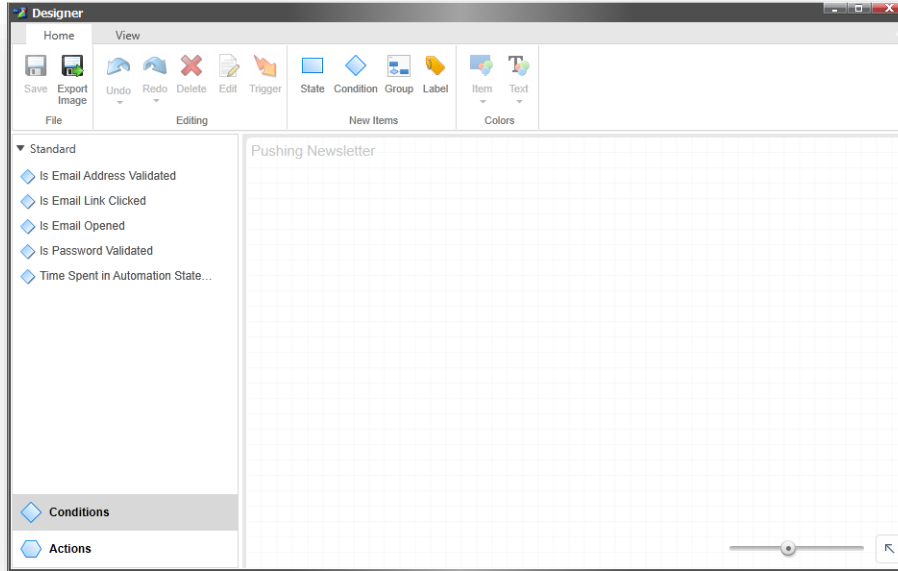 Designer
Home View
Save Export Image Undo Redo Delete Edit Trigger State Condition Group Label Item Text
File Editing New Items Colors
Standard
Pushing Newsletter
Is Email Address Validated
Is Email Link Clicked
Is Email Opened
Is Password Validated
Time Spent in Automation State...
Conditions
Actions